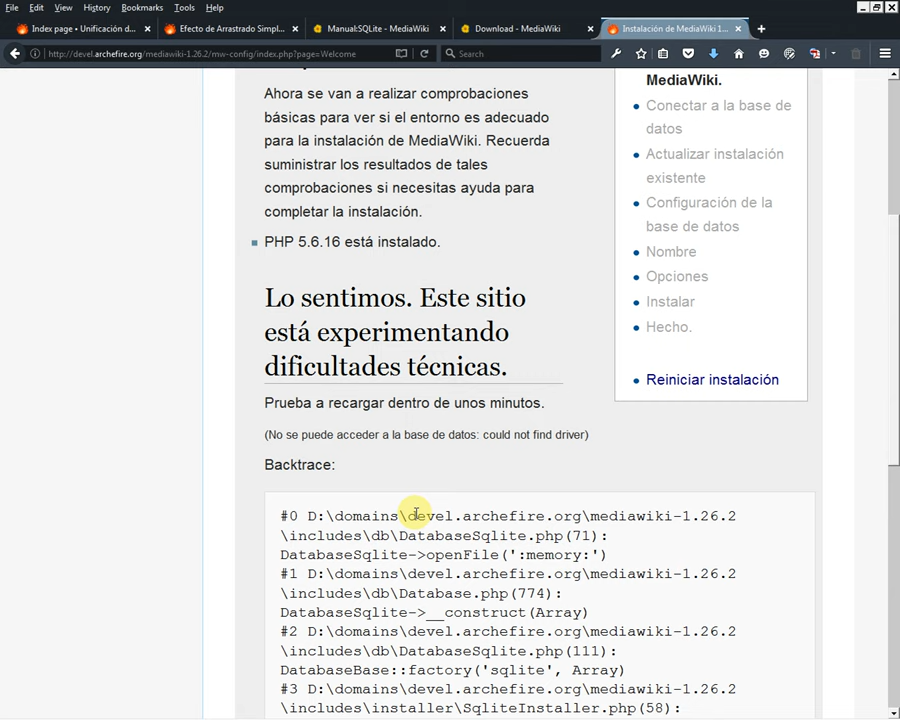 File Edit View History Bookmarks Tools Help
Index page • Unificación d... × Efecto de Arrastrado Simpl... × Manual:SQLite - MediaWiki × Download - MediaWiki × Instalación de MediaWiki 1... × +
http://devel.archefire.org/mediawiki-1.26.2/mw-config/index.php?page=Welcome Search
Ahora se van a realizar comprobaciones
básicas para ver si el entorno es adecuado
para la instalación de MediaWiki. Recuerda
suministrar los resultados de tales
comprobaciones si necesitas ayuda para
completar la instalación.
PHP 5.6.16 está instalado.
Lo sentimos. Este sitio
está experimentando
dificultades técnicas.
Prueba a recargar dentro de unos minutos.
(No se puede acceder a la base de datos: could not find driver)
Backtrace:
#0 D:\domains\devel.archefire.org\mediawiki-1.26.2
\includes\db\DatabaseSqlite.php(71):
DatabaseSqlite->openFile(':memory:')
#1 D:\domains\devel.archefire.org\mediawiki-1.26.2
\includes\db\Database.php(774):
DatabaseSqlite->__construct(Array)
#2 D:\domains\devel.archefire.org\mediawiki-1.26.2
\includes\db\DatabaseSqlite.php(111):
DatabaseBase::factory('sqlite', Array)
#3 D:\domains\devel.archefire.org\mediawiki-1.26.2
\includes\installer\SqliteInstaller.php(58):
MediaWiki.
Conectar a la base de
datos
Actualizar instalación
existente
Configuración de la
base de datos
Nombre
Opciones
Instalar
Hecho.
Reiniciar instalación